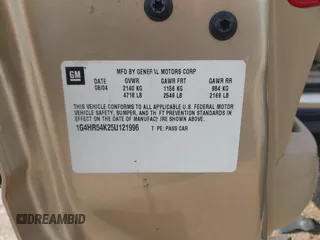 GM
MFD BY GENERAL MOTORS CORP
DATE GVWR GAWR FRT GAWR RR
08/04 2140 KG 1156 KG 984 KG
4718 LB 2549 LB 2169 LB
THIS VEHICLE CONFORMS TO ALL APPLICABLE U.S. FEDERAL MOTOR
VEHICLE SAFETY, BUMPER, AND THEFT PREVENTION STANDARDS
IN EFFECT ON THE DATE OF MANUFACTURE SHOWN ABOVE.
1G4HR54K25U121996 T PE: PASS CAR
DREAMBID